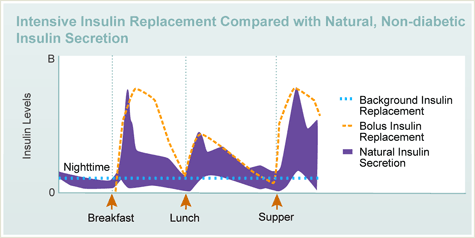 Intensive Insulin Replacement Compared with Natural, Non-diabetic
Insulin Secretion
B
Insulin Levels
Nighttime
0
Breakfast
Lunch
Supper
Background Insulin
Replacement
Bolus Insulin
Replacement
Natural Insulin
Secretion